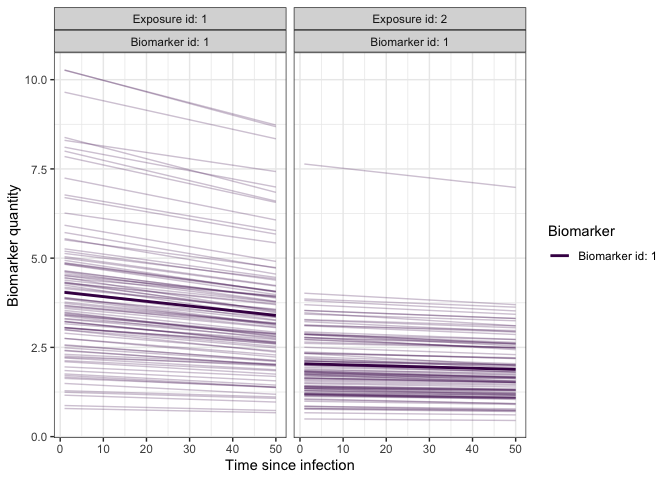 Exposure id: 1
Exposure id: 2
Biomarker id: 1
Biomarker id: 1
10.0
7.5
5.0
2.5
0.0
Biomarker quantity
0 10 20 30 40 50
0 10 20 30 40 50
Time since infection
Biomarker
Biomarker id: 1